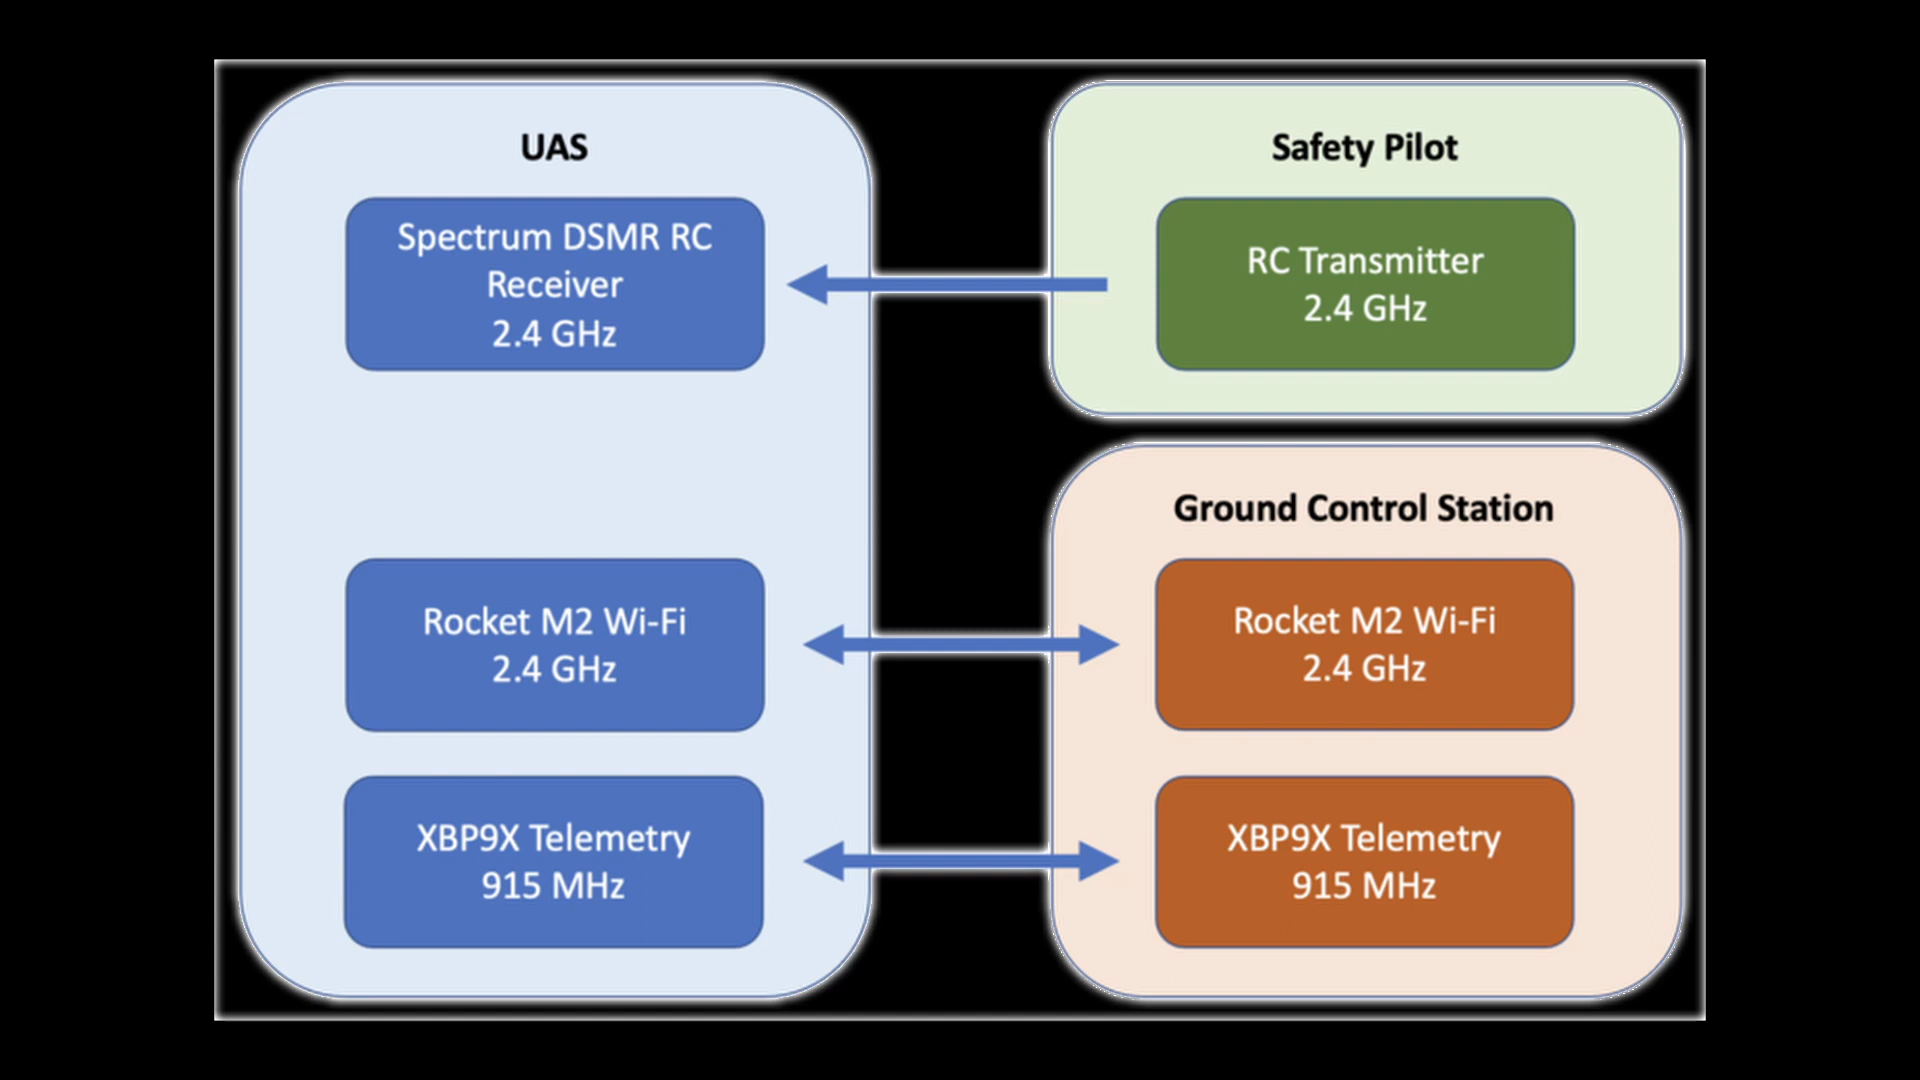 UAS
Spectrum DSMR RC
Receiver
2.4 GHz
Rocket M2 Wi-Fi
2.4 GHz
XBP9X Telemetry
915 MHz
Safety Pilot
RC Transmitter
2.4 GHz
Ground Control Station
Rocket M2 Wi-Fi
2.4 GHz
XBP9X Telemetry
915 MHz